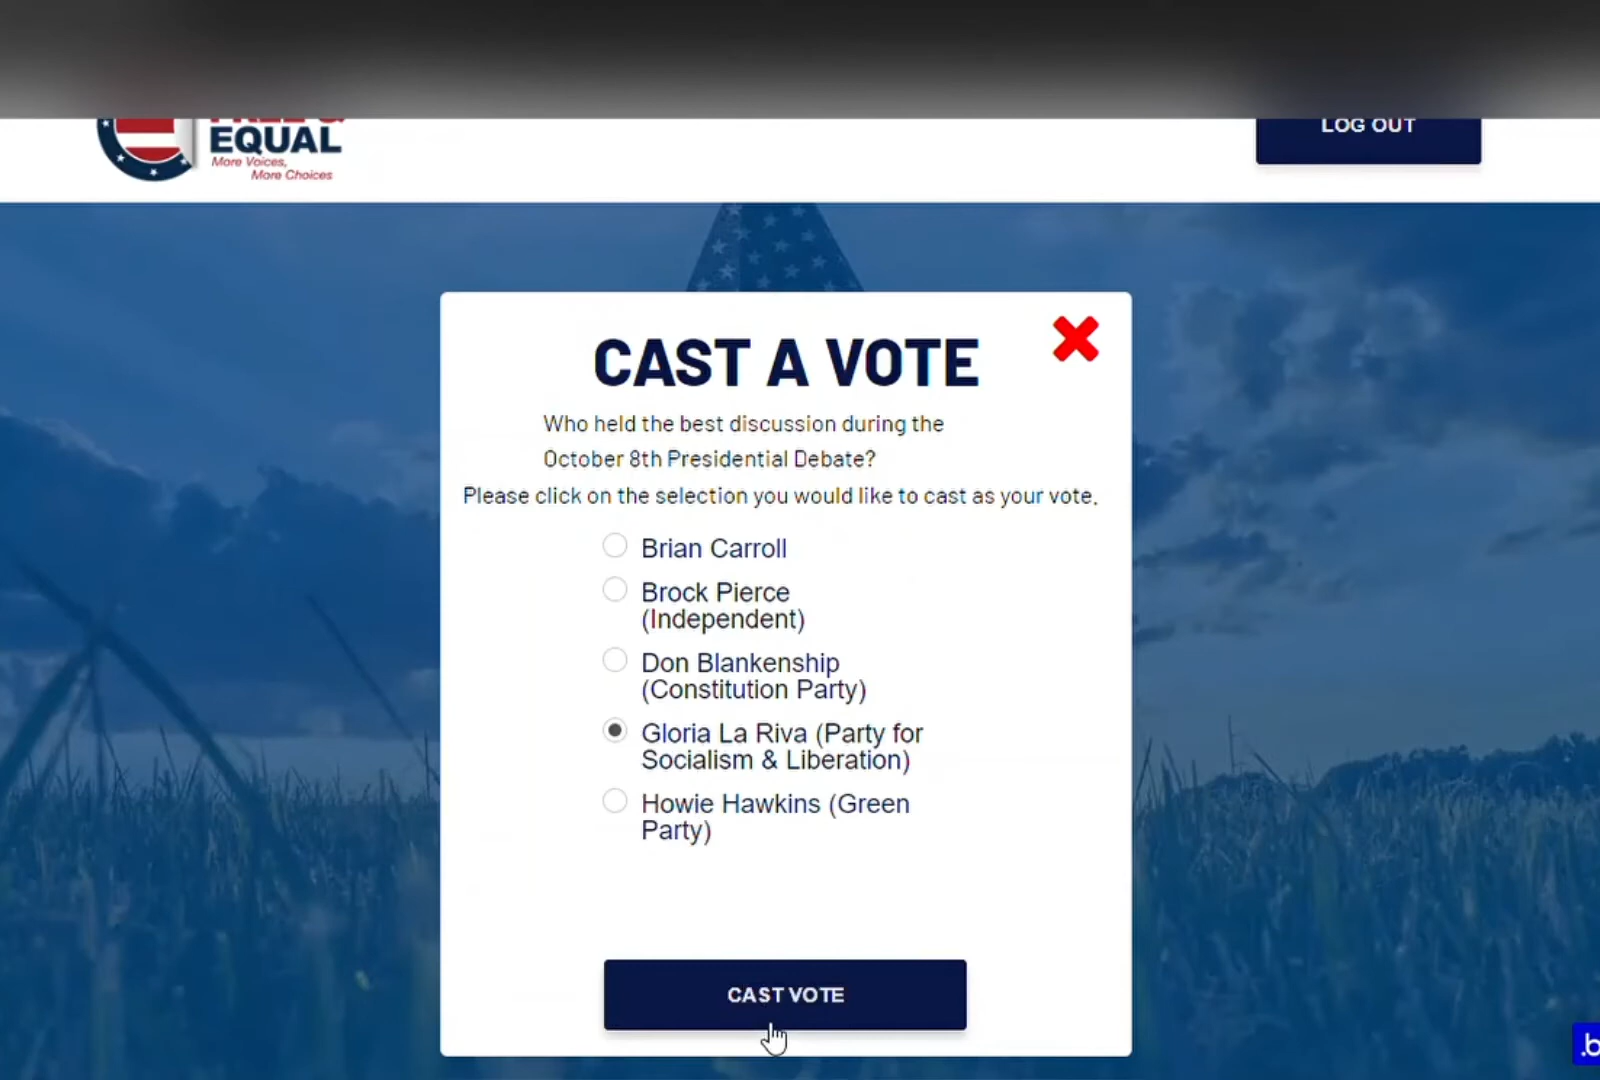 EQUAL
More Voices,
More Choices
LOG OUT
CAST A VOTE
Who held the best discussion during the
October 8th Presidential Debate?
Please click on the selection you would like to cast as your vote.
Brian Carroll
Brock Pierce
(Independent)
Don Blankenship
(Constitution Party)
Gloria La Riva (Party for
Socialism & Liberation)
Howie Hawkins (Green
Party)
CAST VOTE
.b